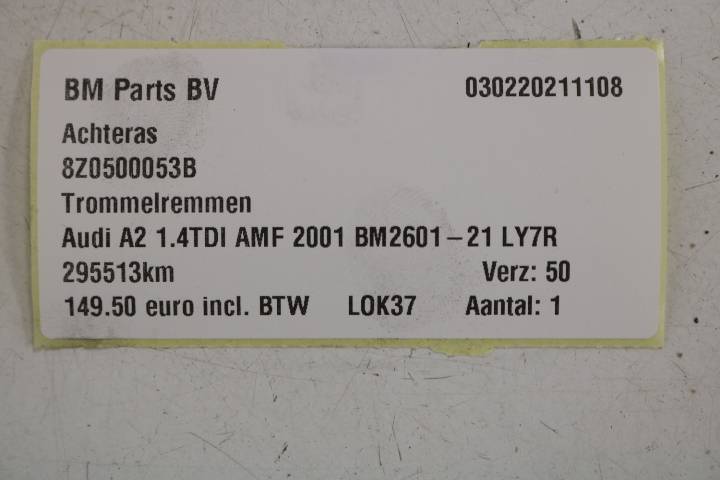 BM Parts BV 030220211108
Achteras
8Z0500053B
Trommelremmen
Audi A2 1.4TDI AMF 2001 BM2601-21 LY7R
295513km Verz: 50
149.50 euro incl. BTW LOK37 Aantal: 1